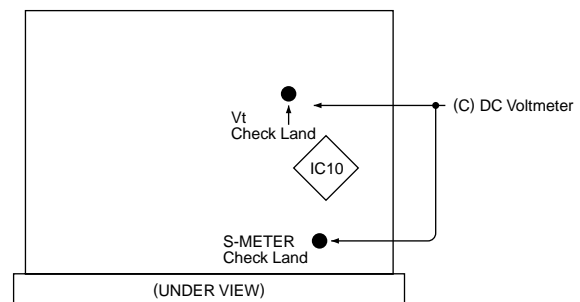 (C) DC Voltmeter
Vt
Check Land
IC10
S-METER
Check Land
(UNDER VIEW)